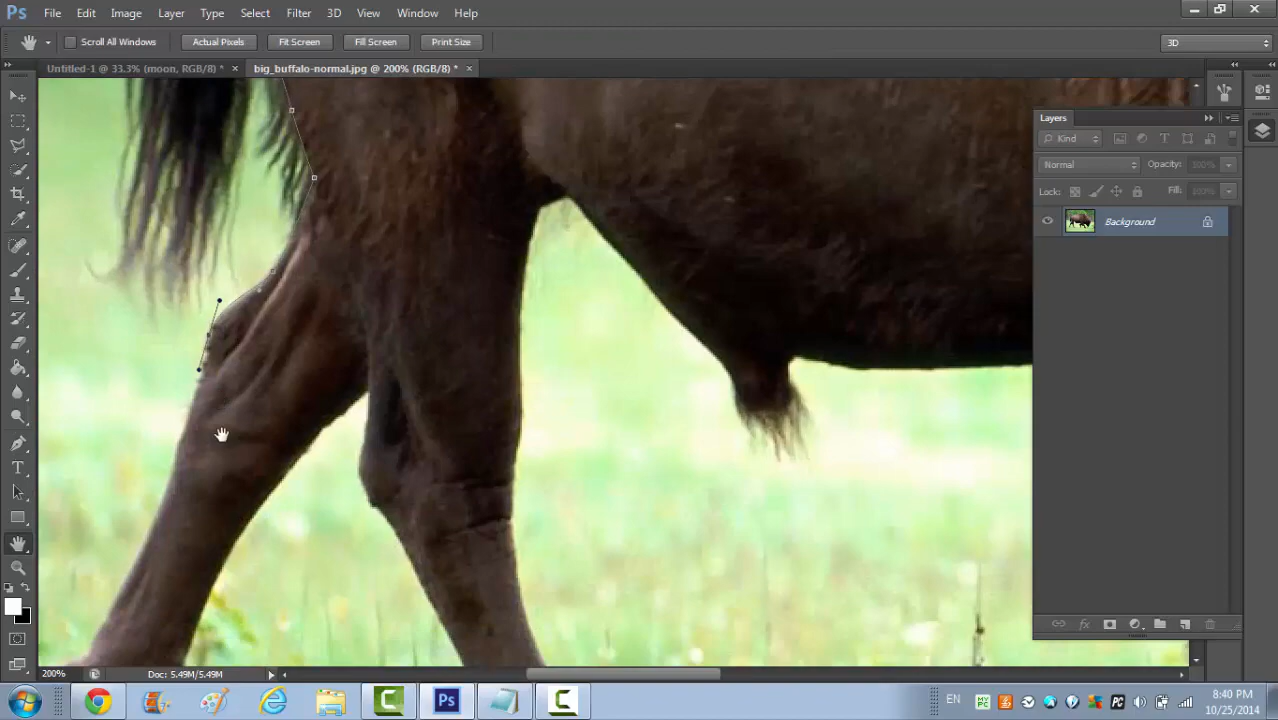 Ps File Edit Image Layer Type Select Filter 3D View Window Help
Scroll All Windows Actual Pixels Fit Screen Fill Screen Print Size 3D
Untitled-1 @ 33.3% (moon, RGB/8) * × big_buffalo-normal.jpg @ 200% (RGB/8) * ×
Layers
Kind
Normal Opacity: 100%
Lock: Fill: 100%
Background
200% Doc: 5.49M/5.49M
EN 8:40 PM
10/25/2014